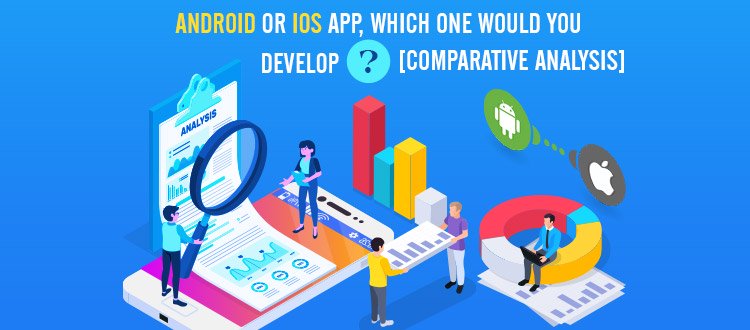 ANDROID OR IOS APP, WHICH ONE WOULD YOU
DEVELOP ? [COMPARATIVE ANALYSIS]
ANALYSIS